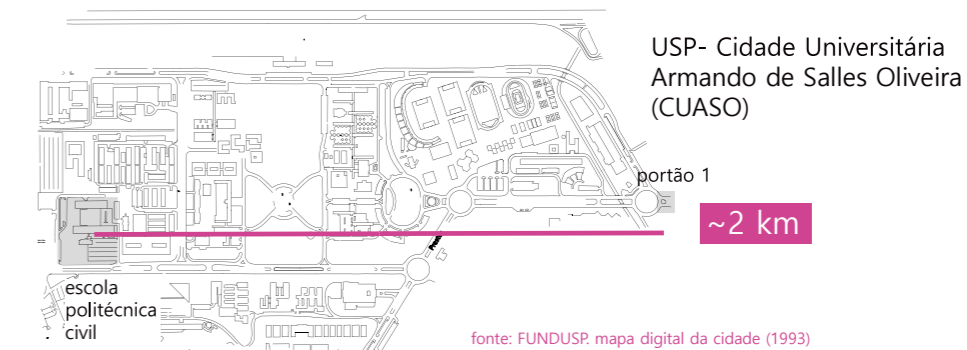 USP- Cidade Universitária
Armando de Salles Oliveira
(CUASO)
portão 1
~2 km
escola
politécnica
civil
fonte: FUNDUSP. mapa digital da cidade (1993)